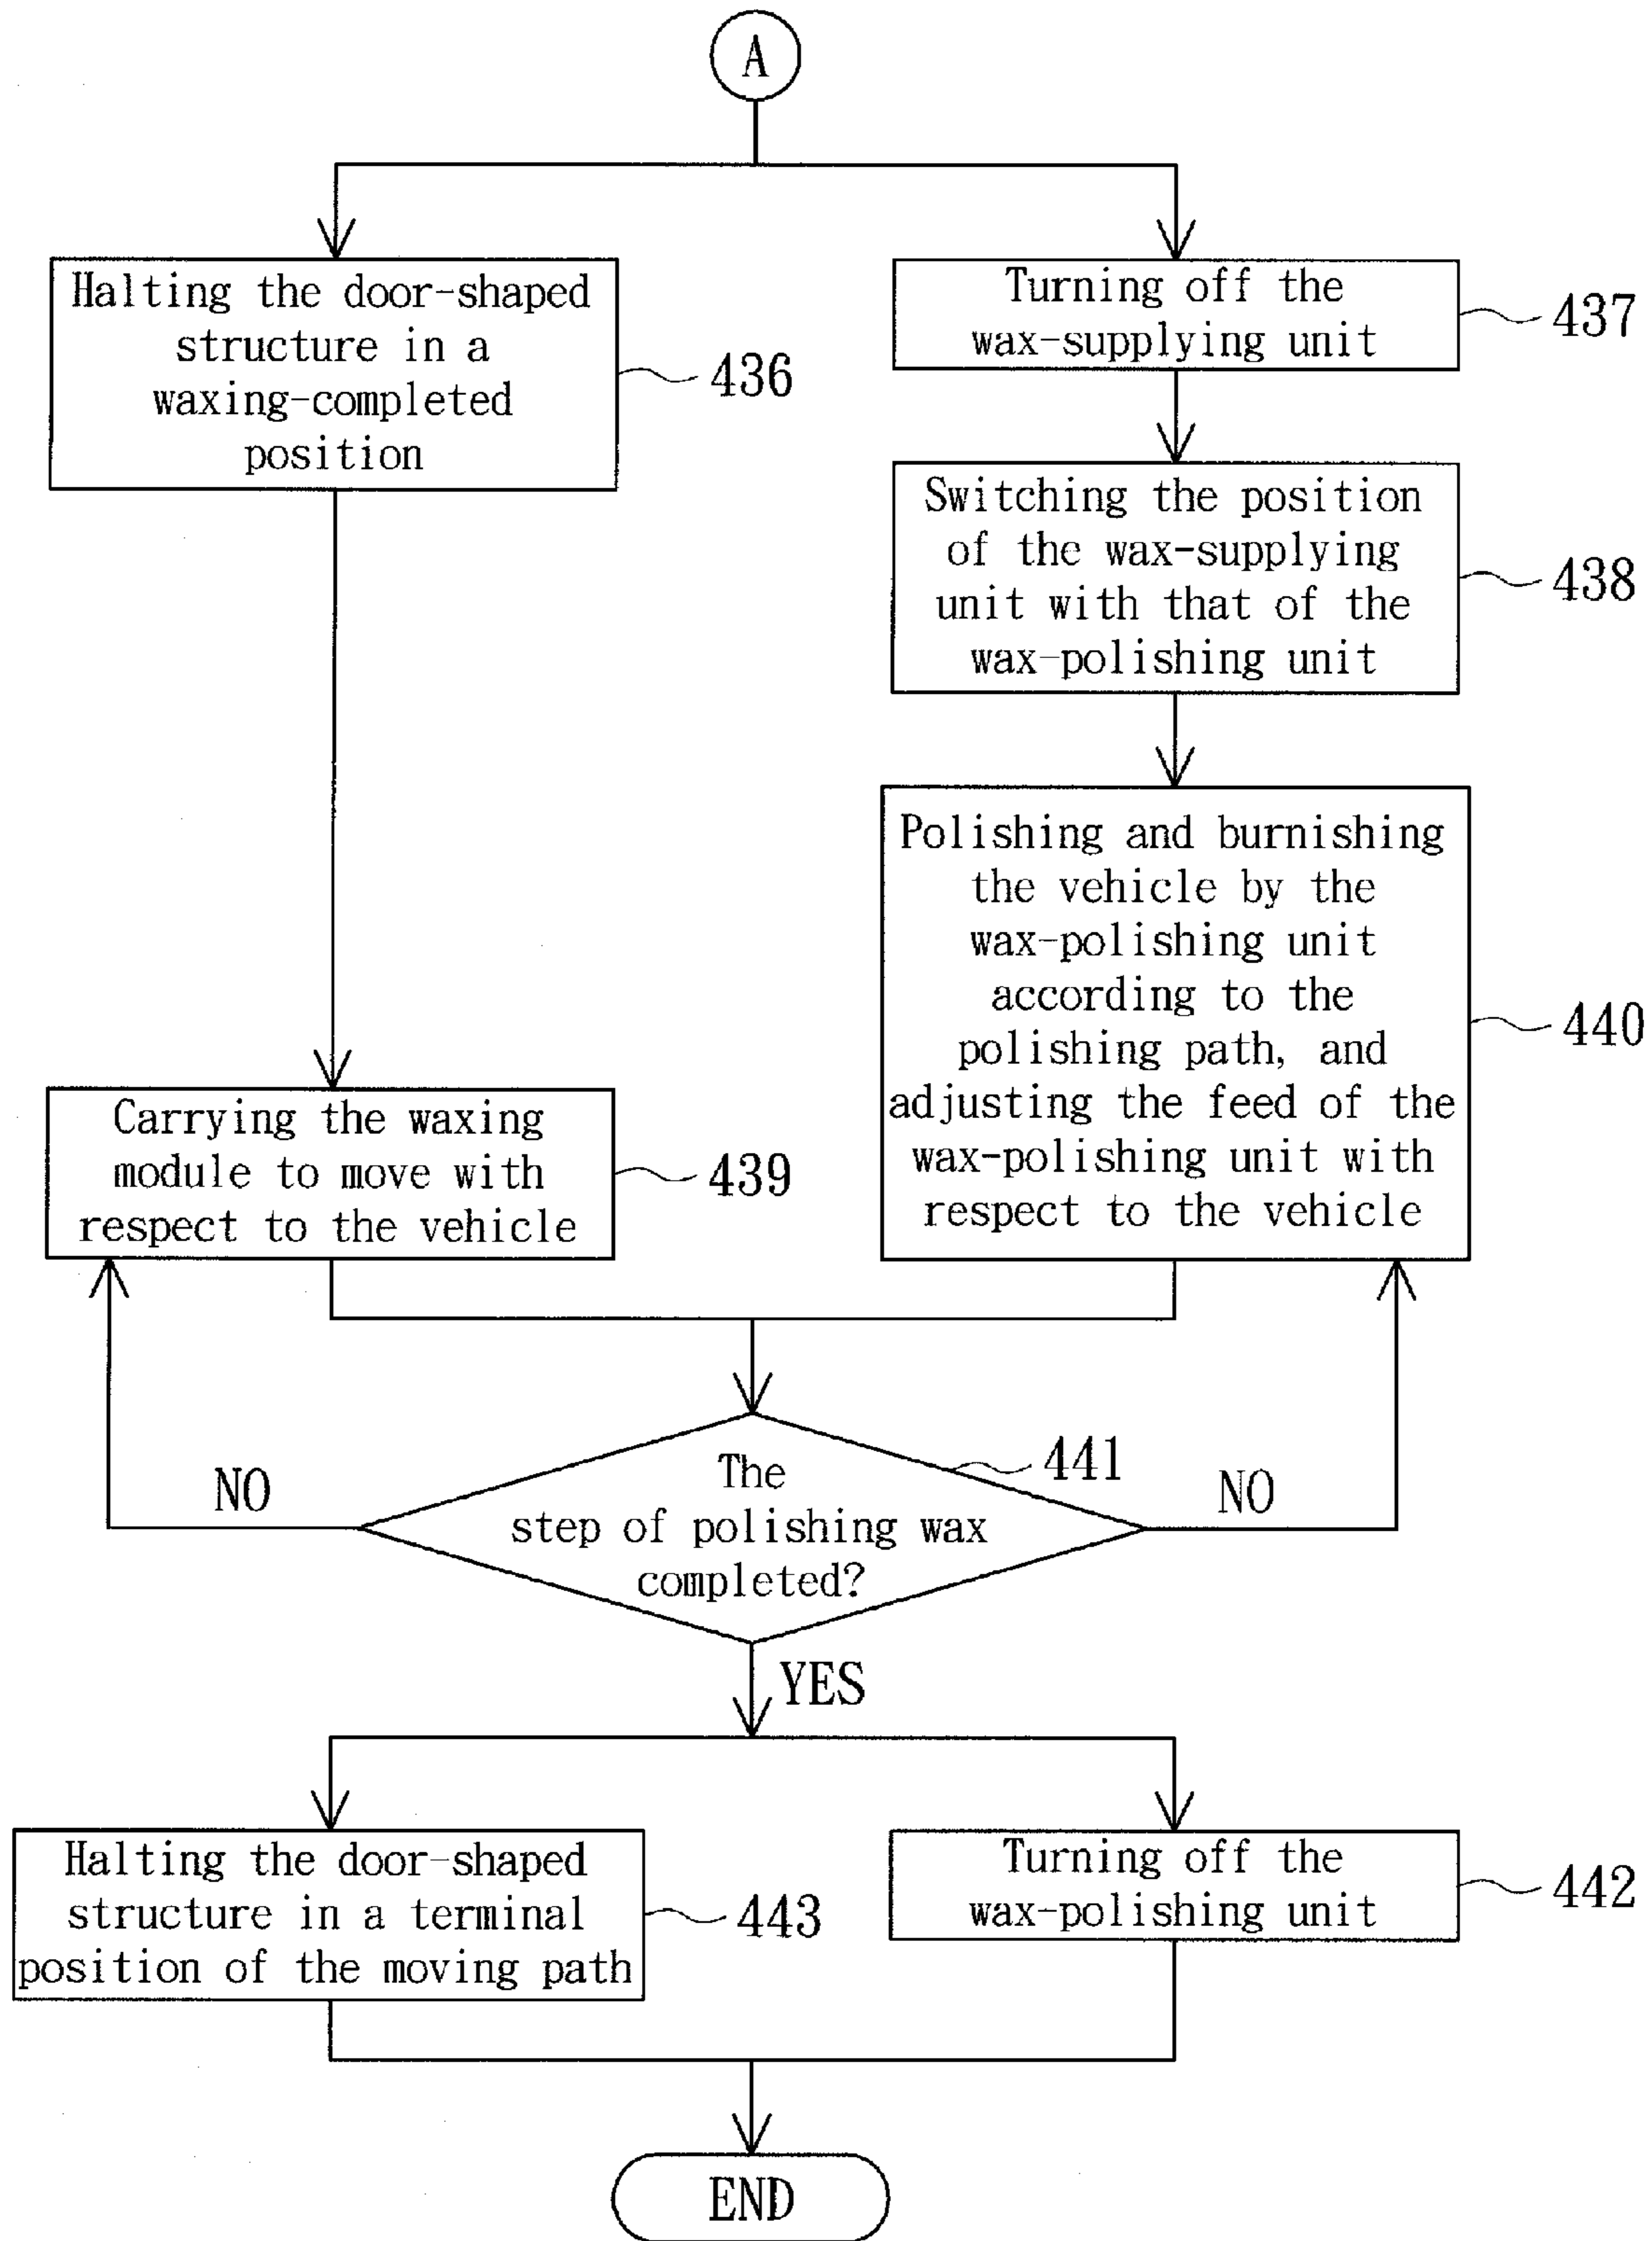 A
Halting the door-shaped
structure in a
waxing-completed
position
436
Turning off the
wax-supplying unit
437
Switching the position
of the wax-supplying
unit with that of the
wax-polishing unit
438
Polishing and burnishing
the vehicle by the
wax-polishing unit
according to the
polishing path, and
adjusting the feed of the
wax-polishing unit with
respect to the vehicle
440
Carrying the waxing
module to move with
respect to the vehicle
439
The
step of polishing wax
completed?
441
NO
NO
YES
Halting the door-shaped
structure in a terminal
position of the moving path
443
Turning off the
wax-polishing unit
442
END